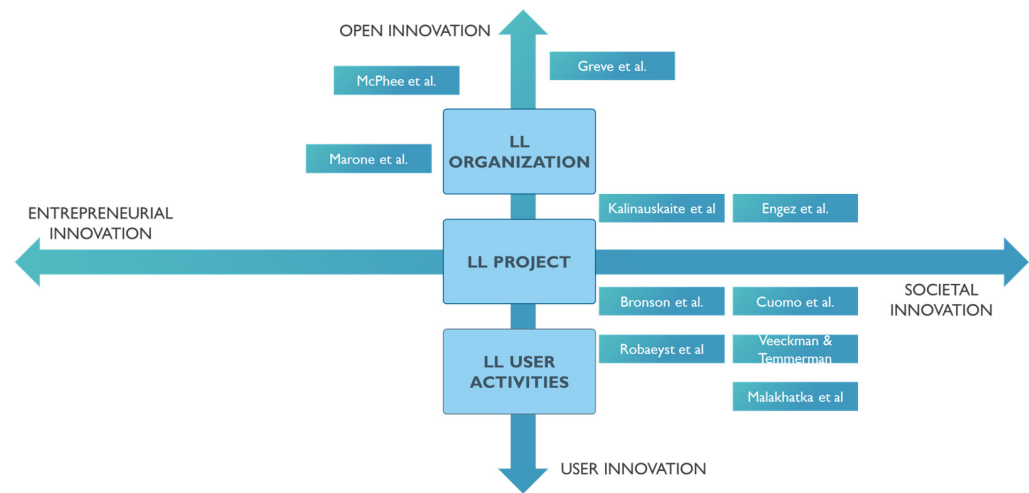 OPEN INNOVATION
Greve et al.
McPhee et al.
LL
ORGANIZATION
Marone et al.
Kalinauskaite et al
Engez et al.
ENTREPRENEURIAL
INNOVATION
LL PROJECT
SOCIETAL
INNOVATION
Bronson et al.
Cuomo et al.
Robaeyst et al
Veeckman &
Temmerman
LL USER
ACTIVITIES
Malakhatka et al
USER INNOVATION